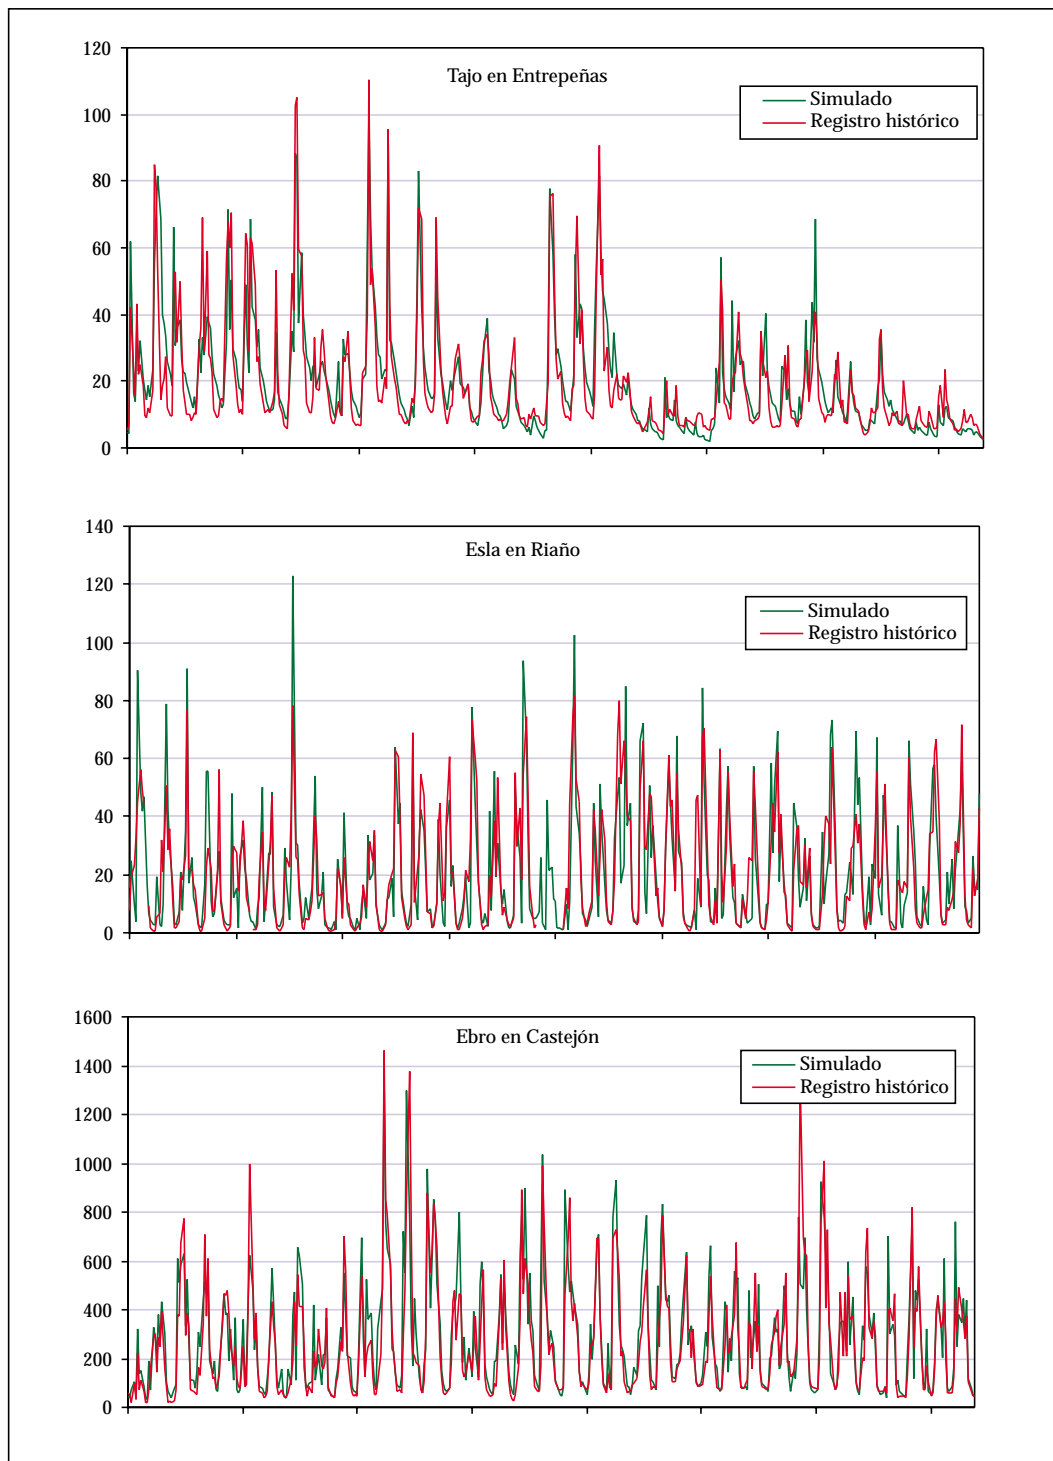 Tajo en Entrepeñas
Simulado
Registro histórico
120
100
80
60
40
20
0
Esla en Riaño
Simulado
Registro histórico
140
120
100
80
60
40
20
0
Ebro en Castejón
Simulado
Registro histórico
1600
1400
1200
1000
800
600
400
200
0